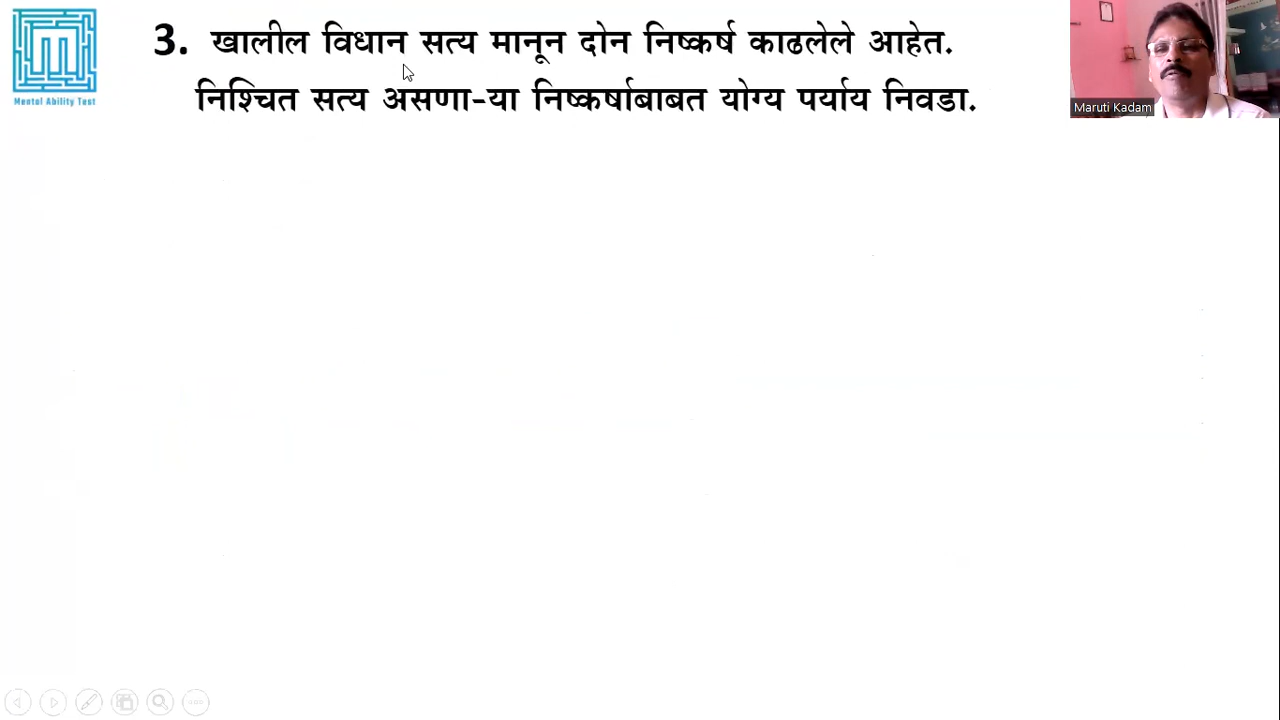 3. खालील विधान सत्य मानून दोन निष्कर्ष काढलेले आहेत.
निश्चित सत्य असणा-या निष्कर्षाबाबत योग्य पर्याय निवडा.
Mental Ability Test
Maruti Kadam